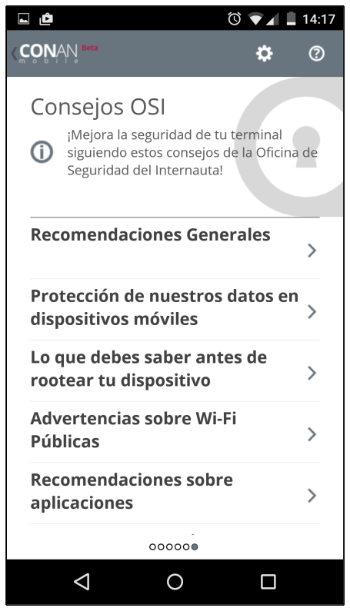 14:17
CONAN Beta
mobile
Consejos OSI
¡Mejora la seguridad de tu terminal
siguiendo estos consejos de la Oficina de
Seguridad del Internauta!
Recomendaciones Generales
Protección de nuestros datos en
dispositivos móviles
Lo que debes saber antes de
rootear tu dispositivo
Advertencias sobre Wi-Fi
Públicas
Recomendaciones sobre
aplicaciones